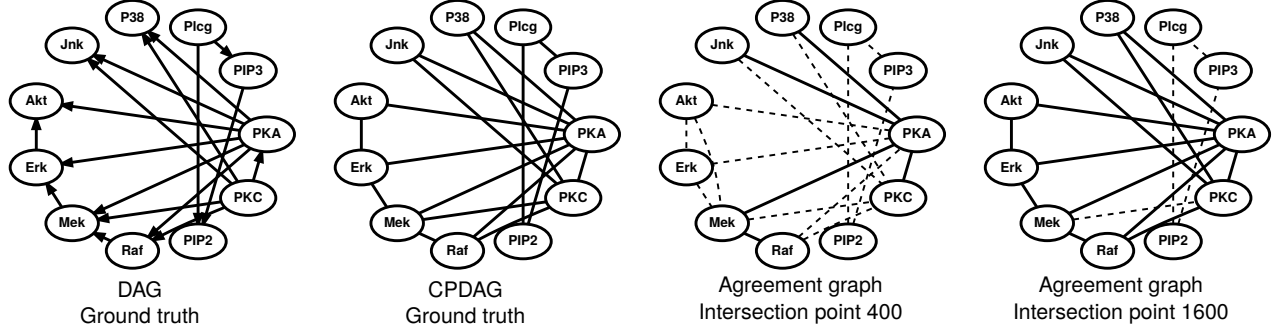 P38
Plcg
Jnk
PIP3
Akt
PKA
Erk
PKC
Mek
Raf
PIP2
DAG
Ground truth
P38
Plcg
Jnk
PIP3
Akt
PKA
Erk
PKC
Mek
Raf
PIP2
CPDAG
Ground truth
P38
Plcg
Jnk
PIP3
Akt
PKA
Erk
PKC
Mek
Raf
PIP2
Agreement graph
Intersection point 400
P38
Plcg
Jnk
PIP3
Akt
PKA
Erk
PKC
Mek
Raf
PIP2
Agreement graph
Intersection point 1600